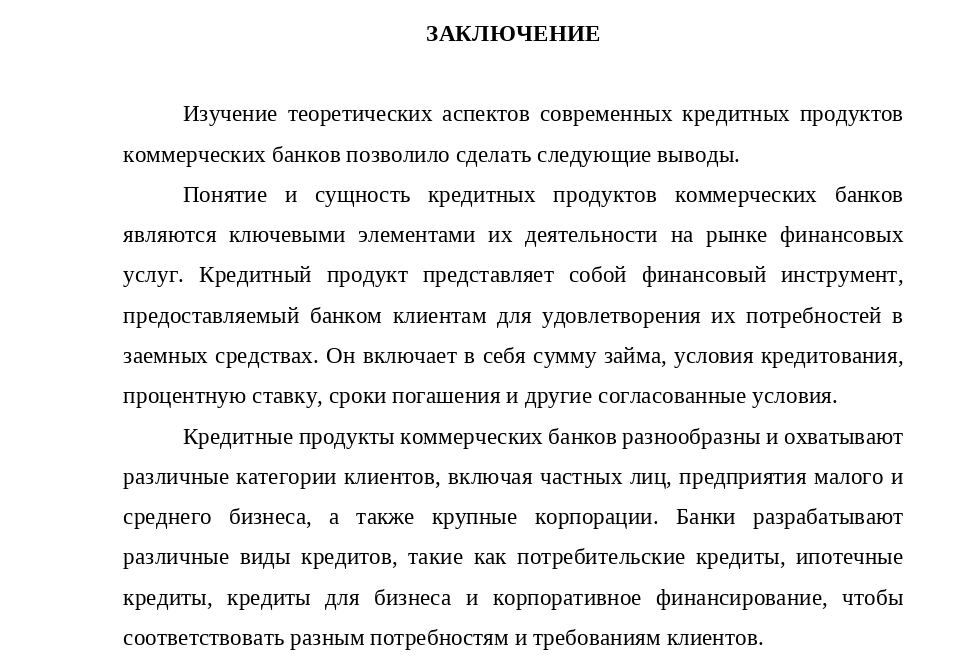 ЗАКЛЮЧЕНИЕ
Изучение теоретических аспектов современных кредитных продуктов
коммерческих банков позволило сделать следующие выводы.
Понятие и сущность кредитных продуктов коммерческих банков
являются ключевыми элементами их деятельности на рынке финансовых
услуг. Кредитный продукт представляет собой финансовый инструмент,
предоставляемый банком клиентам для удовлетворения их потребностей в
заемных средствах. Он включает в себя сумму займа, условия кредитования,
процентную ставку, сроки погашения и другие согласованные условия.
Кредитные продукты коммерческих банков разнообразны и охватывают
различные категории клиентов, включая частных лиц, предприятия малого и
среднего бизнеса, а также крупные корпорации. Банки разрабатывают
различные виды кредитов, такие как потребительские кредиты, ипотечные
кредиты, кредиты для бизнеса и корпоративное финансирование, чтобы
соответствовать разным потребностям и требованиям клиентов.